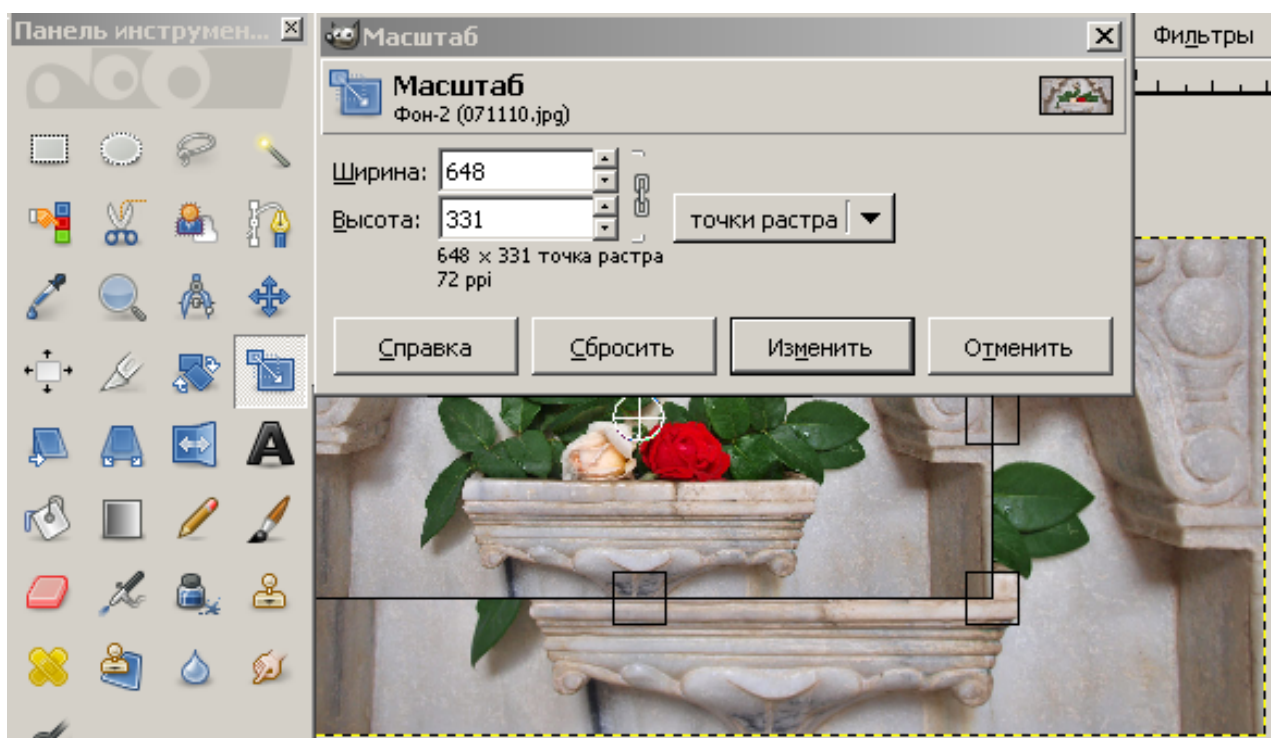 Панель инструмен...
Масштаб
Фильтры
Масштаб
Фон-2 (071110.jpg)
Ширина: 648
Высота: 331
точки растра
648 × 331 точка растра
72 ppi
Справка
Сбросить
Изменить
Отменить